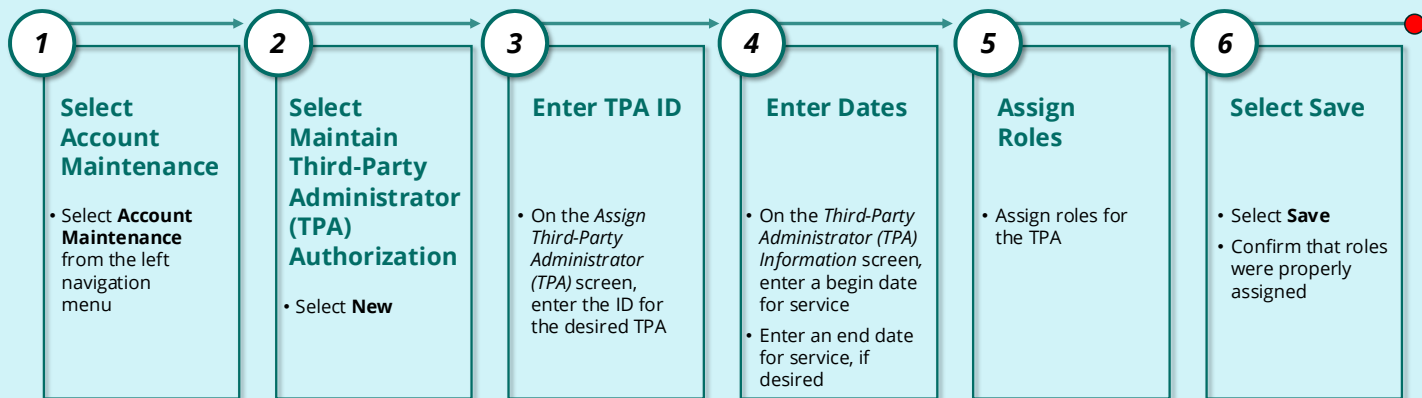 1
Select
Account
Maintenance
• Select Account
Maintenance
from the left
navigation
menu
2
Select
Maintain
Third-Party
Administrator
(TPA)
Authorization
• Select New
3
Enter TPA ID
• On the Assign
Third-Party
Administrator
(TPA) screen,
enter the ID for
the desired TPA
4
Enter Dates
• On the Third-Party
Administrator (TPA)
Information screen,
enter a begin date
for service
• Enter an end date
for service, if
desired
5
Assign
Roles
• Assign roles for
the TPA
6
Select Save
• Select Save
• Confirm that roles
were properly
assigned